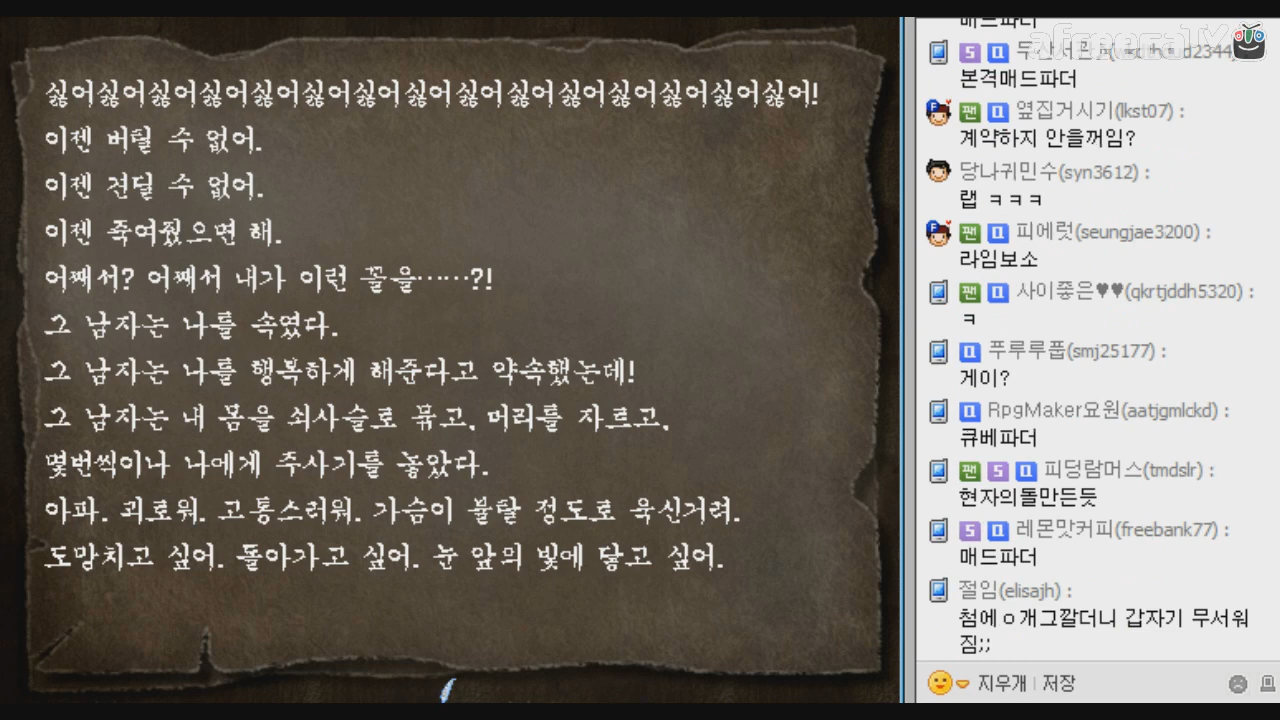 싫어싫어싫어싫어싫어싫어싫어싫어싫어싫어싫어싫어싫어싫어싫어!
이젠 버틸 수 없어.
이젠 견딜 수 없어.
이젠 죽여줬으면 해.
어째서? 어째서 내가 이런 꼴을……?!
그 남자는 나를 속였다.
그 남자는 나를 행복하게 해준다고 약속했는데!
그 남자는 내 몸을 쇠사슬로 묶고, 머리를 자르고,
몇번씩이나 나에게 주사기를 놓았다.
아파. 괴로워. 고통스러워. 가슴이 불탈 정도로 욱신거려.
도망치고 싶어. 돌아가고 싶어. 눈 앞의 빛에 닿고 싶어.
매드파더
afreecaTV
본격매드파더
옆집거시기(lkst07) :
계약하지 안을꺼임?
당나귀민수(syn3612) :
랩 ㅋㅋㅋ
피에럿(seungjae3200) :
라임보소
사이좋은♥♥(qkrtjddh5320) :
ㅋ
푸루루풉(smj25177) :
게이?
RpgMaker요원(aatjgmlckd) :
큐베파더
피덩람머스(tmdslr) :
현자의돌만든듯
레몬맛커피(freebank77) :
매드파더
절임(elisajh) :
첨에ㅇ개그깔더니 갑자기 무서워
짐;;
지우개 | 저장